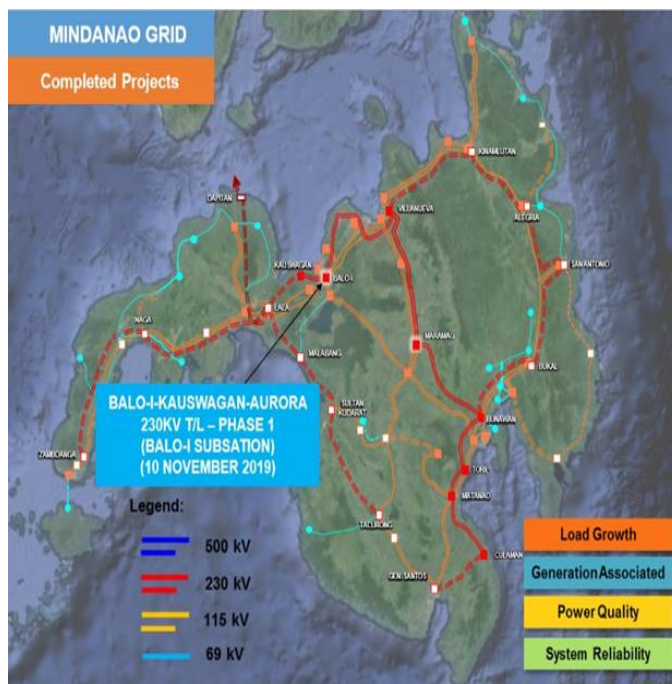 MINDANAO GRID
Completed Projects
KINAMLUTAN
DAPITAN
VILLANUEVA
ALEGRIA
KAUSWAGAN
BALO-I
SAN ANTONIO
LALA
NAGA
MARAMAG
MALABANG
BUKAL
BALO-I-KAUSWAGAN-AURORA
230KV T/L – PHASE 1
(BALO-I SUBSATION)
(10 NOVEMBER 2019)
SULTAN
KUDARAT
BUNAWAN
ZAMBOANGA
TORIL
MATANAO
TACURONG
CULAMAN
GEN. SANTOS
Legend:
500 kV
230 kV
115 kV
69 kV
Load Growth
Generation Associated
Power Quality
System Reliability